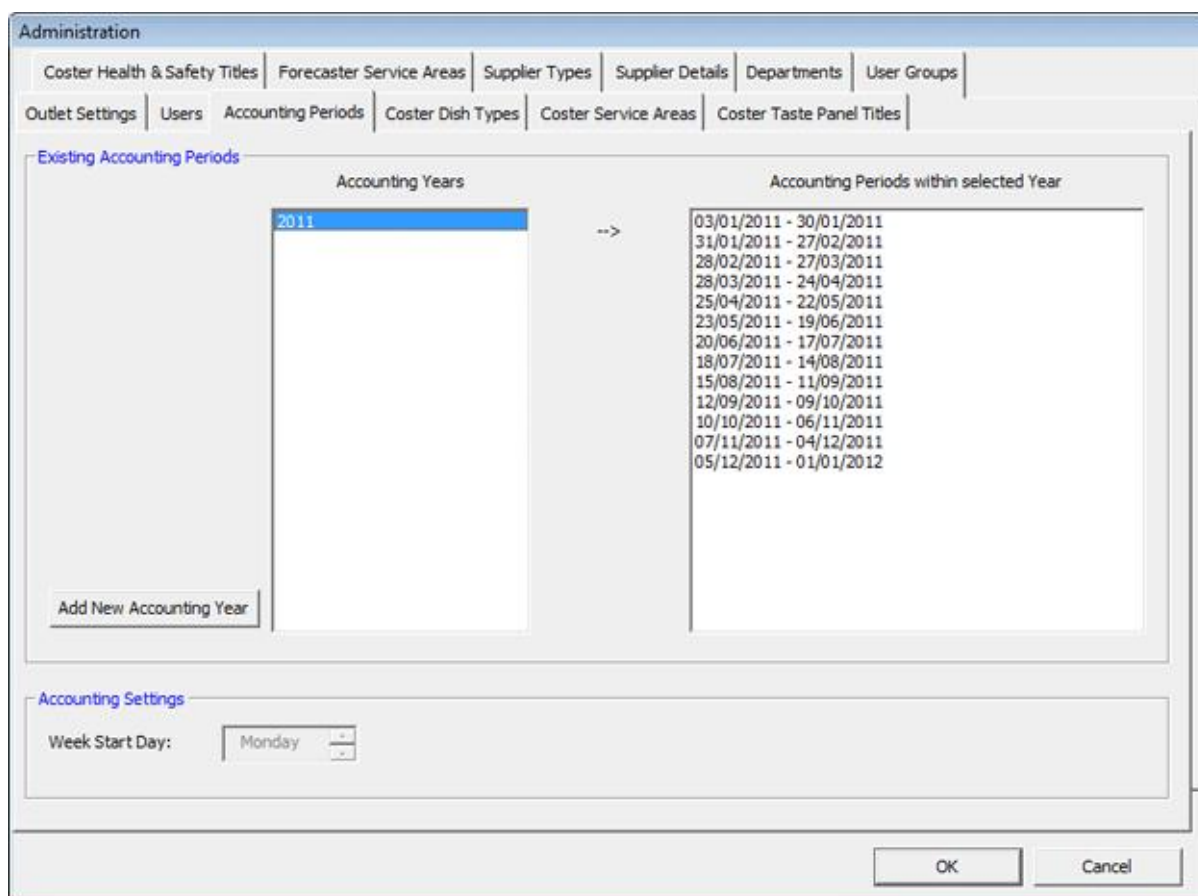 Administration
Coster Health & Safety Titles Forecaster Service Areas Supplier Types Supplier Details Departments User Groups
Outlet Settings Users Accounting Periods Coster Dish Types Coster Service Areas Coster Taste Panel Titles
Existing Accounting Periods
Accounting Years Accounting Periods within selected Year
2011 --> 03/01/2011 - 30/01/2011
31/01/2011 - 27/02/2011
28/02/2011 - 27/03/2011
28/03/2011 - 24/04/2011
25/04/2011 - 22/05/2011
23/05/2011 - 19/06/2011
20/06/2011 - 17/07/2011
18/07/2011 - 14/08/2011
15/08/2011 - 11/09/2011
12/09/2011 - 09/10/2011
10/10/2011 - 06/11/2011
07/11/2011 - 04/12/2011
05/12/2011 - 01/01/2012
Add New Accounting Year
Accounting Settings
Week Start Day: Monday
OK Cancel